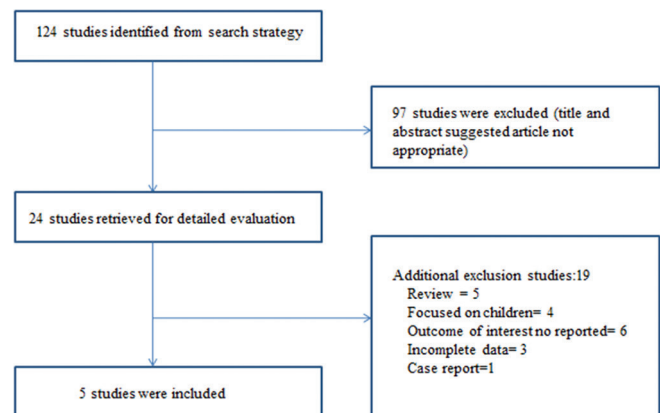 124 studies identified from search strategy
97 studies were excluded (title and
abstract suggested article not
appropriate)
24 studies retrieved for detailed evaluation
Additional exclusion studies:19
Review = 5
Focused on children= 4
Outcome of interest no reported= 6
Incomplete data= 3
Case report=1
5 studies were included